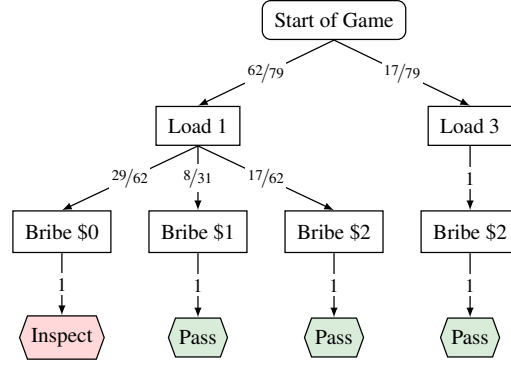 Start of Game
62/79 17/79
Load 1 Load 3
29/62 8/31 17/62 1
Bribe $0 Bribe $1 Bribe $2 Bribe $2
1 1 1 1
Inspect Pass Pass Pass